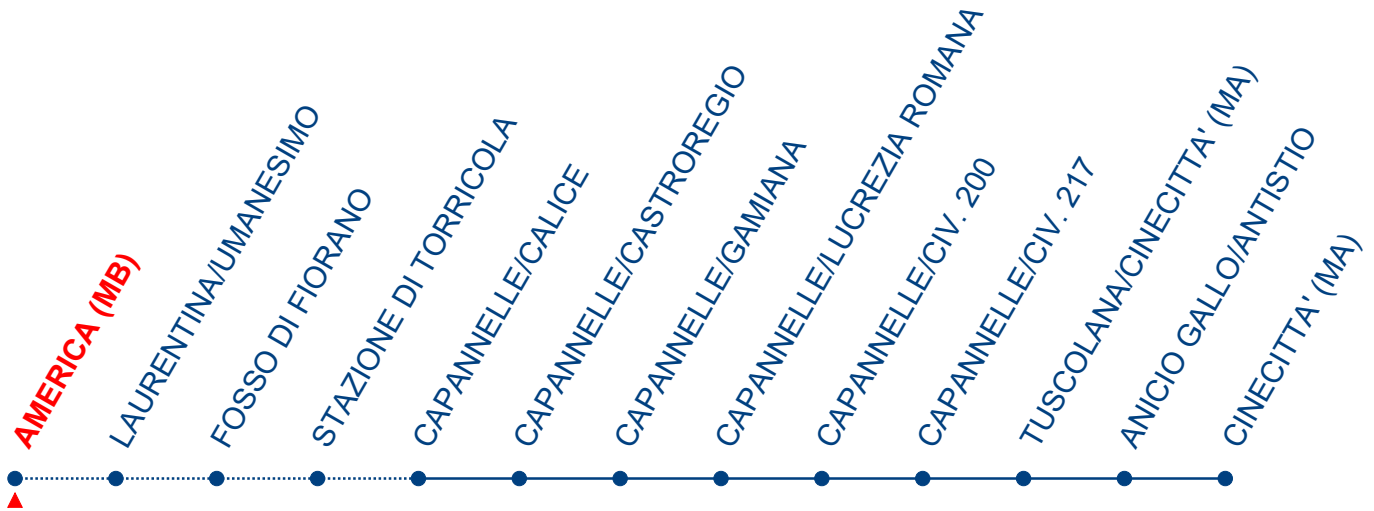 AMERICA (MB)
LAURENTINA/UMANESIMO
FOSSO DI FIORANO
STAZIONE DI TORRICOLA
CAPANNELLE/CALICE
CAPANNELLE/CASTROREGIO
CAPANNELLE/GAMIANA
CAPANNELLE/LUCREZIA ROMANA
CAPANNELLE/CIV. 200
CAPANNELLE/CIV. 217
TUSCOLANA/CINECITTA' (MA)
ANICIO GALLO/ANTISTIO
CINECITTA' (MA)